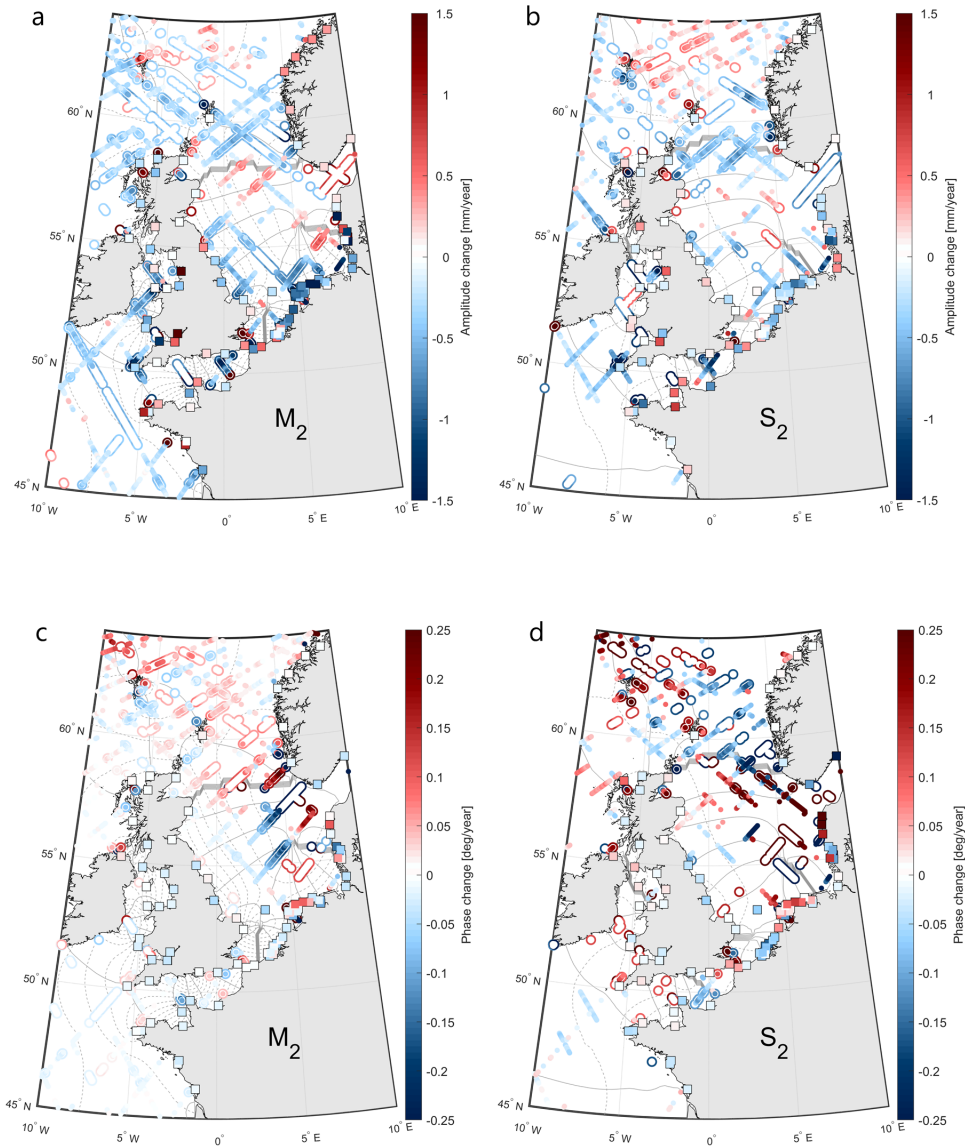 a
b
60° N
55° N
50° N
45° N
10° W
5° W
0°
5° E
10° E
M2
1.5
1
0.5
0
-0.5
-1
-1.5
Amplitude change [mm/year]
60° N
55° N
50° N
45° N
10° W
5° W
0°
5° E
10° E
S2
1.5
1
0.5
0
-0.5
-1
-1.5
Amplitude change [mm/year]
c
d
60° N
55° N
50° N
45° N
10° W
5° W
0°
5° E
10° E
M2
0.25
0.2
0.15
0.1
0.05
0
-0.05
-0.1
-0.15
-0.2
-0.25
Phase change [deg/year]
60° N
55° N
50° N
45° N
10° W
5° W
0°
5° E
10° E
S2
0.25
0.2
0.15
0.1
0.05
0
-0.05
-0.1
-0.15
-0.2
-0.25
Phase change [deg/year]